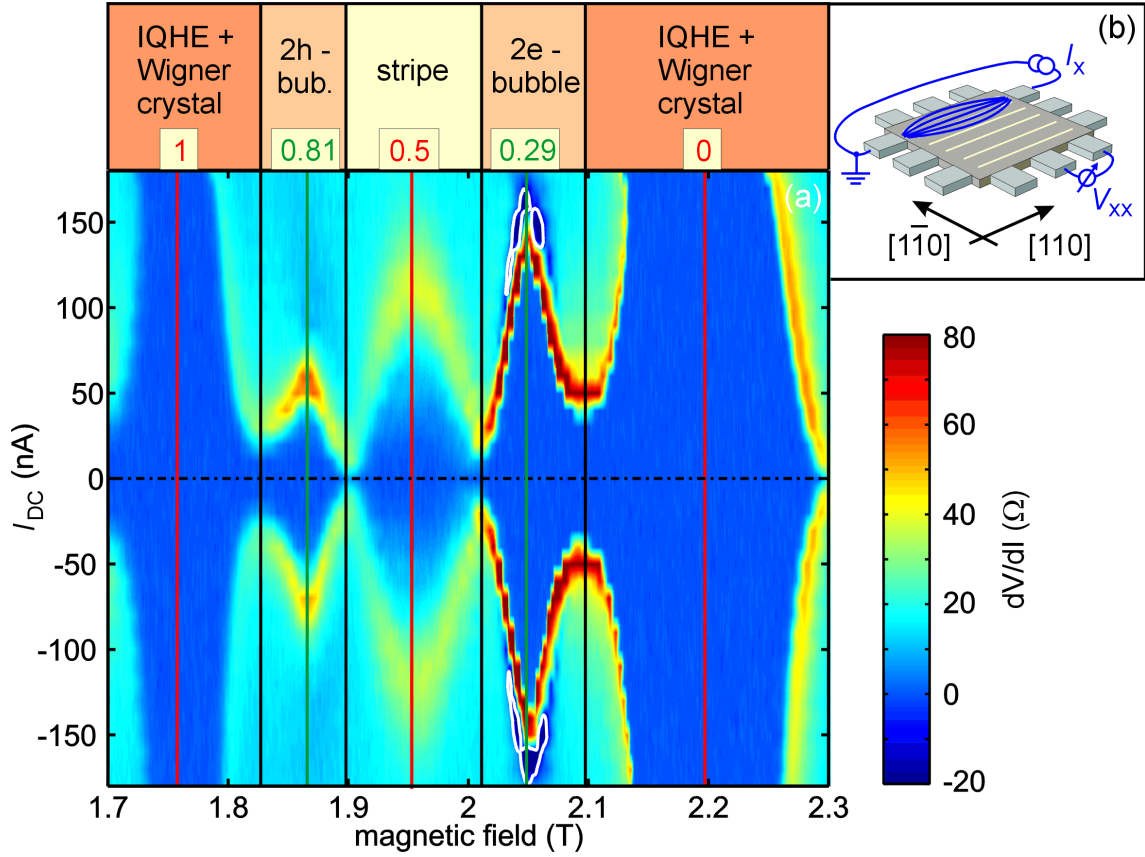 IQHE +
Wigner
crystal
1
2h -
bub.
0.81
stripe
0.5
2e -
bubble
0.29
IQHE +
Wigner
crystal
0
(b)
I_X
V_XX
[11̅0]
[110]
(a)
150
100
50
0
-50
-100
-150
I_DC (nA)
1.7
1.8
1.9
2
2.1
2.2
2.3
magnetic field (T)
80
60
40
20
0
-20
dV/dI (Ω)